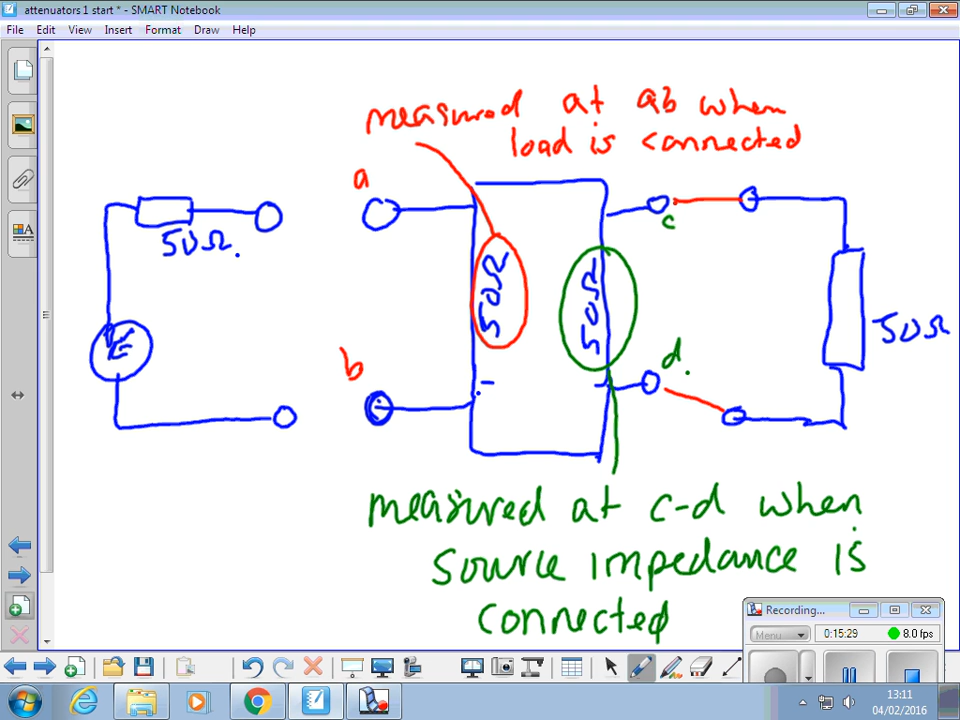 attenuators 1 start * - SMART Notebook
File Edit View Insert Format Draw Help
measured at ab when
load is connected
a
50Ω.
c
50Ω
50Ω
E
50Ω
b
d.
measured at c-d when
source impedance is
connected
Recording...
Menu
0:15:29
8.0 fps
13:11
04/02/2016